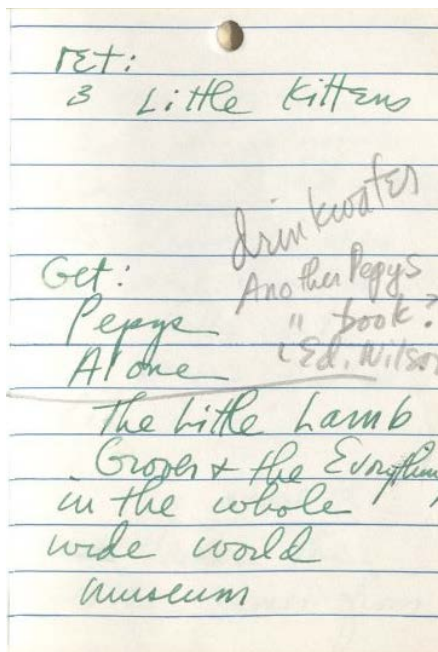 ret:
3 Little Kittens
drinkwater
Another Pepys
" book?
Ed. Wilson
Get:
Pepys
Alone
The Little Lamb
Grover & the Everything
in the whole
wide world
museum